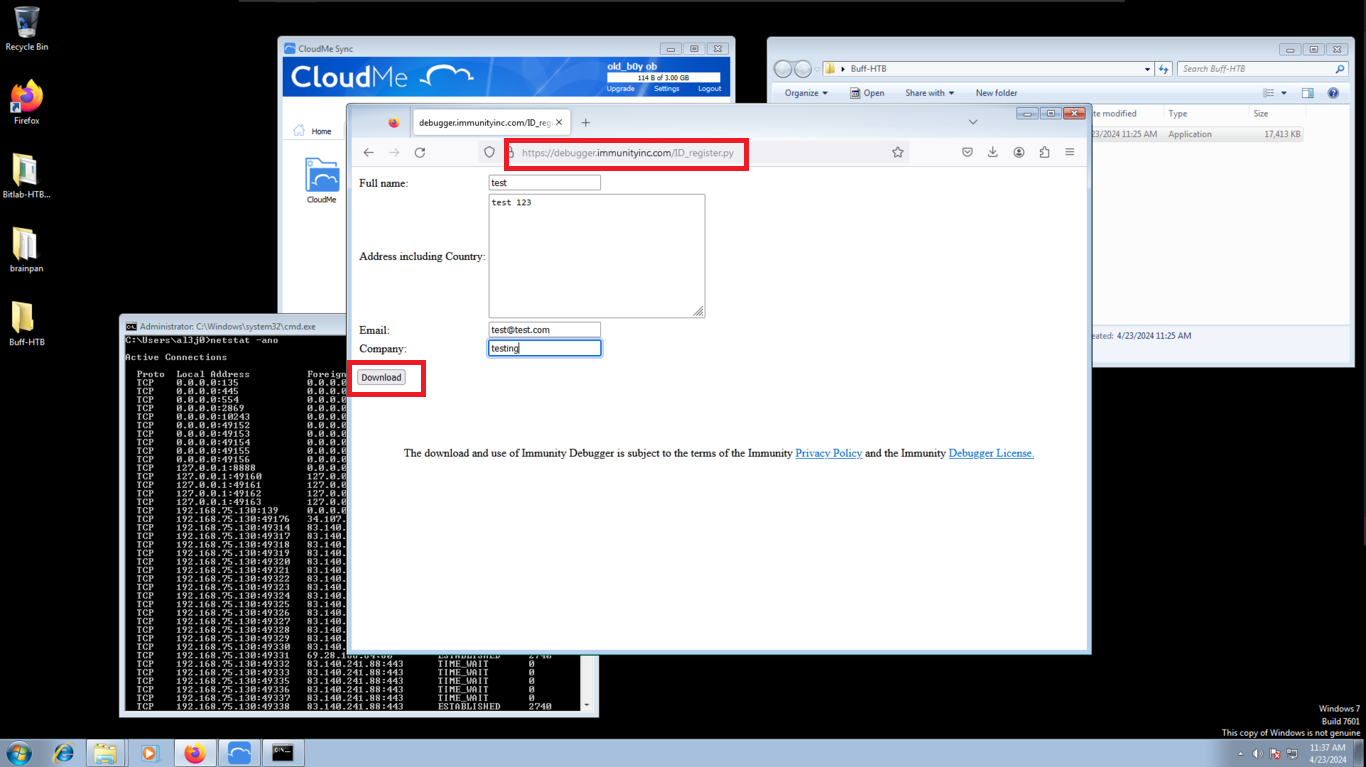 Recycle Bin
Firefox
Bitlab-HTB...
brainpan
Buff-HTB
CloudMe Sync
CloudMe
old_b0y ob
114 B of 3.00 GB
Upgrade Settings Logout
Home
CloudMe
Buff-HTB
Search Buff-HTB
Organize Open Share with New folder
te modified Type Size
23/2024 11:25 AM Application 17,413 KB
eated: 4/23/2024 11:25 AM
debugger.immunityinc.com/ID_reg
https://debugger.immunityinc.com/ID_register.py
Full name: test
test 123
Address including Country:
Email: test@test.com
Company: testing
Download
The download and use of Immunity Debugger is subject to the terms of the Immunity Privacy Policy and the Immunity Debugger License.
Administrator: C:\Windows\system32\cmd.exe
C:\Users\al3j0>netstat -ano
Active Connections
Proto Local Address Foreign
TCP 0.0.0.0:135 0.0.0.0
TCP 0.0.0.0:445 0.0.0.0
TCP 0.0.0.0:554 0.0.0.0
TCP 0.0.0.0:2869 0.0.0.0
TCP 0.0.0.0:10243 0.0.0.0
TCP 0.0.0.0:49152 0.0.0.0
TCP 0.0.0.0:49153 0.0.0.0
TCP 0.0.0.0:49154 0.0.0.0
TCP 0.0.0.0:49155 0.0.0.0
TCP 0.0.0.0:49156 0.0.0.0
TCP 127.0.0.1:8888 0.0.0.0
TCP 127.0.0.1:49160 127.0.0
TCP 127.0.0.1:49161 127.0.0
TCP 127.0.0.1:49162 127.0.0
TCP 127.0.0.1:49163 127.0.0
TCP 192.168.75.130:139 0.0.0.0
TCP 192.168.75.130:49176 34.107.
TCP 192.168.75.130:49314 83.140.
TCP 192.168.75.130:49317 83.140.
TCP 192.168.75.130:49318 83.140.
TCP 192.168.75.130:49319 83.140.
TCP 192.168.75.130:49320 83.140.
TCP 192.168.75.130:49321 83.140.
TCP 192.168.75.130:49322 83.140.
TCP 192.168.75.130:49323 83.140.
TCP 192.168.75.130:49324 83.140.
TCP 192.168.75.130:49325 83.140.
TCP 192.168.75.130:49326 83.140.
TCP 192.168.75.130:49327 83.140.
TCP 192.168.75.130:49328 83.140.
TCP 192.168.75.130:49329 83.140.
TCP 192.168.75.130:49330 83.140.
TCP 192.168.75.130:49331 ESTABLISHED 2740
TCP 192.168.75.130:49332 83.140.241.88:443 TIME_WAIT 0
TCP 192.168.75.130:49333 83.140.241.88:443 TIME_WAIT 0
TCP 192.168.75.130:49335 83.140.241.88:443 TIME_WAIT 0
TCP 192.168.75.130:49336 83.140.241.88:443 TIME_WAIT 0
TCP 192.168.75.130:49337 83.140.241.88:443 TIME_WAIT 0
TCP 192.168.75.130:49338 83.140.241.88:443 ESTABLISHED 2740
Windows 7
Build 7601
This copy of Windows is not genuine
11:37 AM
4/23/2024